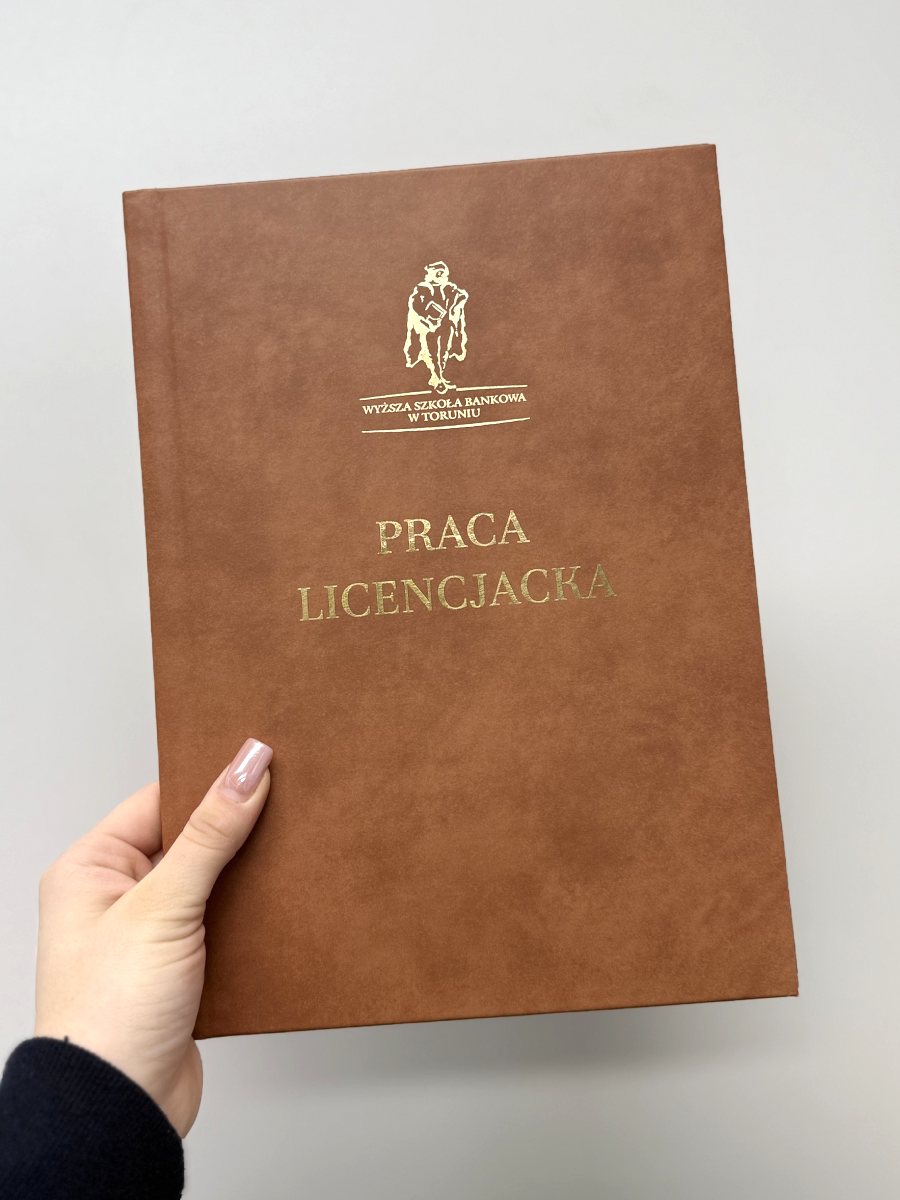 WYŻSZA SZKOŁA BANKOWA
W TORUNIU
PRACA
LICENCJACKA